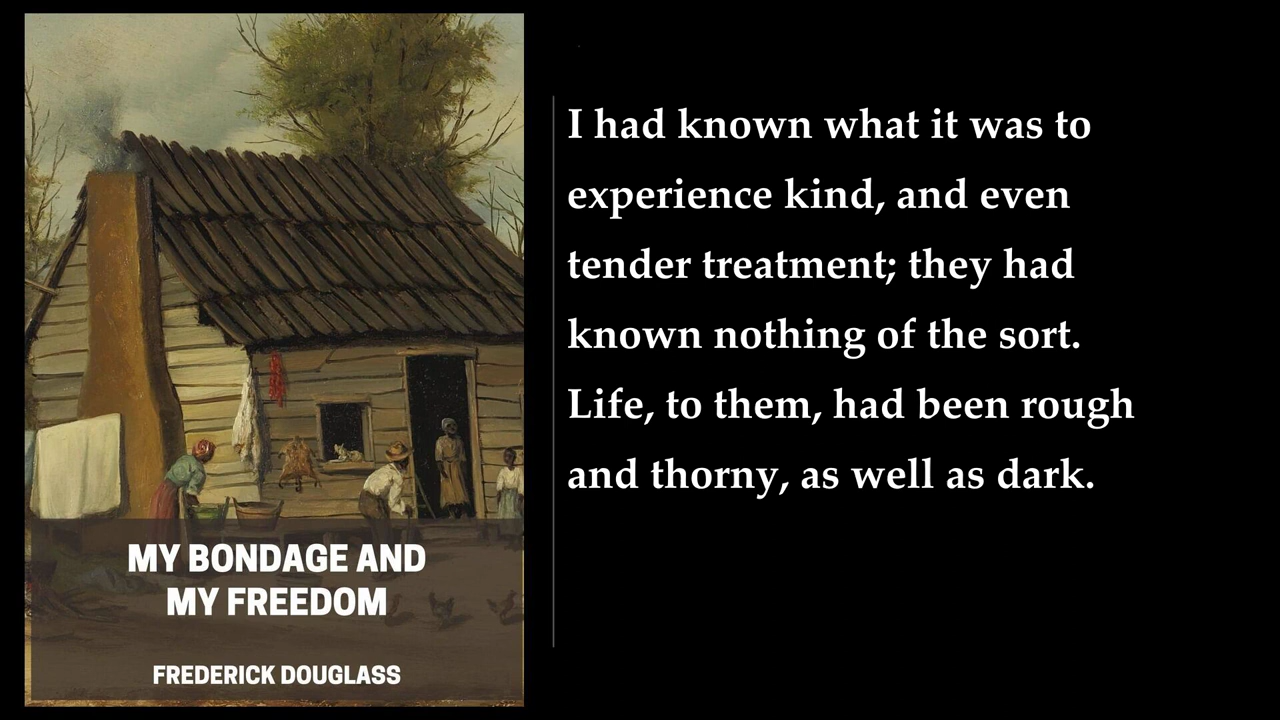 MY BONDAGE AND
MY FREEDOM
FREDERICK DOUGLASS
I had known what it was to
experience kind, and even
tender treatment; they had
known nothing of the sort.
Life, to them, had been rough
and thorny, as well as dark.